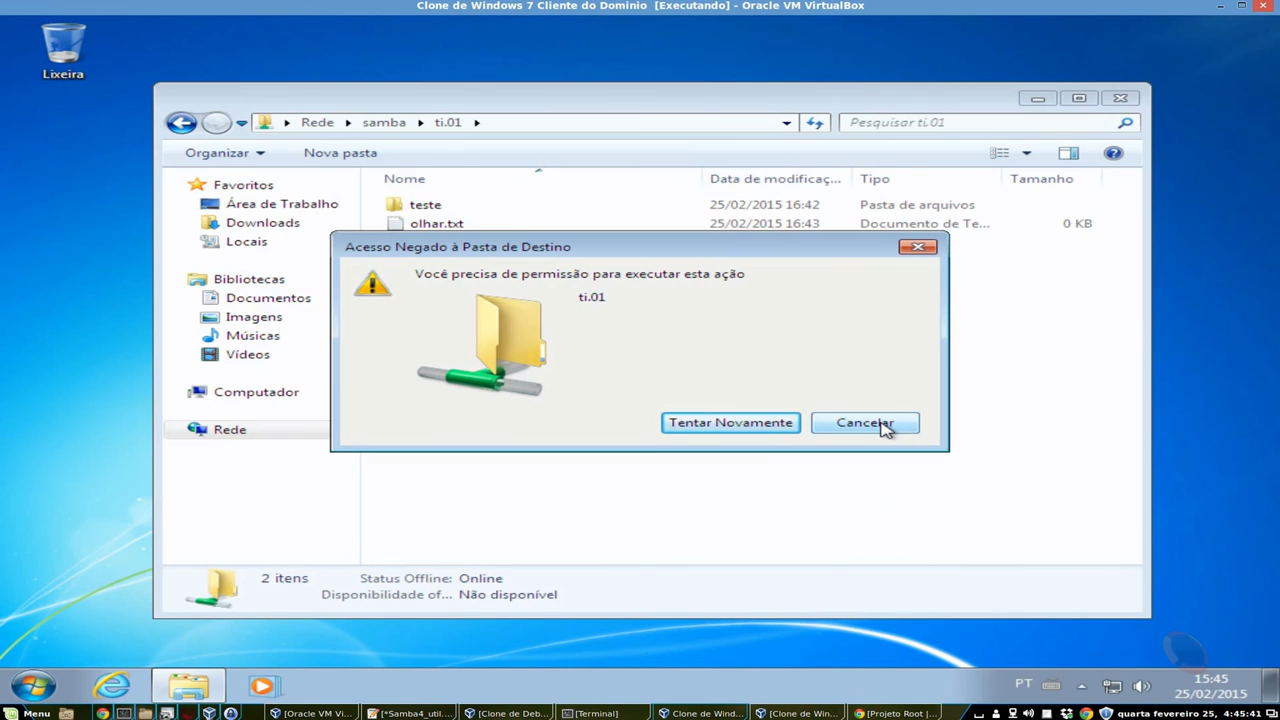 Clone de Windows 7 Cliente do Dominio [Executando] - Oracle VM VirtualBox
Lixeira
Rede samba ti.01
Pesquisar ti.01
Organizar
Nova pasta
Nome
Data de modificaç...
Tipo
Tamanho
Favoritos
Área de Trabalho
Downloads
Locais
Bibliotecas
Documentos
Imagens
Músicas
Vídeos
Computador
Rede
teste 25/02/2015 16:42 Pasta de arquivos
olhar.txt 25/02/2015 16:43 Documento de Te... 0 KB
Acesso Negado à Pasta de Destino
Você precisa de permissão para executar esta ação
ti.01
Tentar Novamente
Cancelar
2 itens
Status Offline: Online
Disponibilidade of... Não disponível
PT
15:45
25/02/2015
Menu
[Oracle VM Vi...
[*Samba4_util....
[Clone de Deb...
[Terminal]
Clone de Wind...
[Clone de Win...
[Projeto Root |...
quarta fevereiro 25, 4:45:41